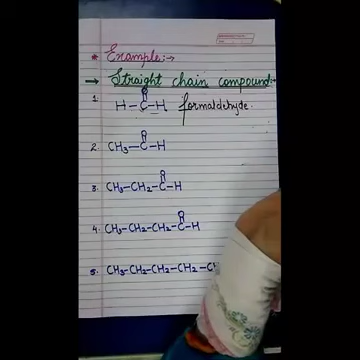 * Example :→
→ Straight chain compound:→
O
1. H-C-H formaldehyde.
O
2. CH3-C-H
O
3. CH3-CH2-C-H
O
4. CH3-CH2-CH2-C-H
5. CH3-CH2-CH2-CH2-